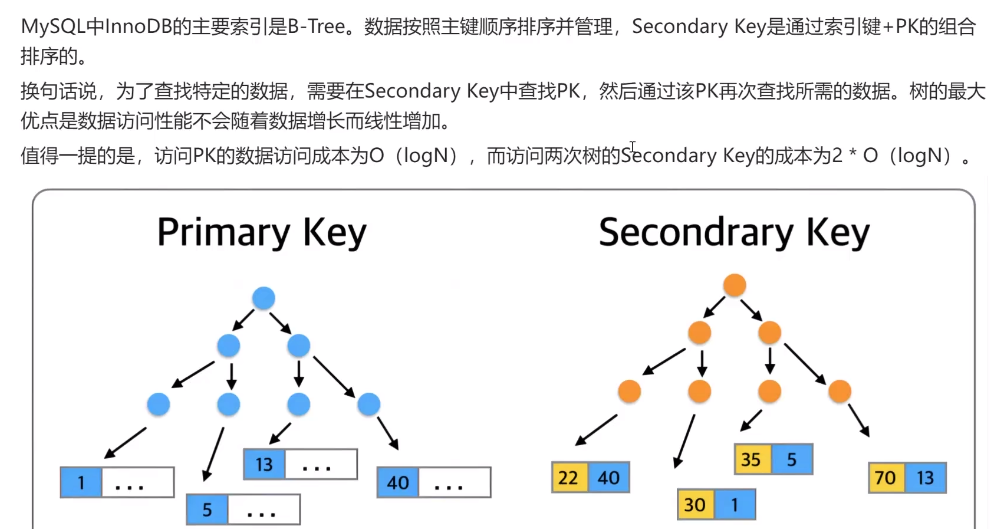 MySQL中InnoDB的主要索引是B-Tree。数据按照主键顺序排序并管理，Secondary Key是通过索引键+PK的组合
排序的。
换句话说，为了查找特定的数据，需要在Secondary Key中查找PK，然后通过该PK再次查找所需的数据。树的最大
优点是数据访问性能不会随着数据增长而线性增加。
值得一提的是，访问PK的数据访问成本为O（logN），而访问两次树的Secondary Key的成本为2 * O（logN）。
Primary Key
Secondrary Key
1 ...
5 ...
13 ...
40 ...
22 40
30 1
35 5
70 13